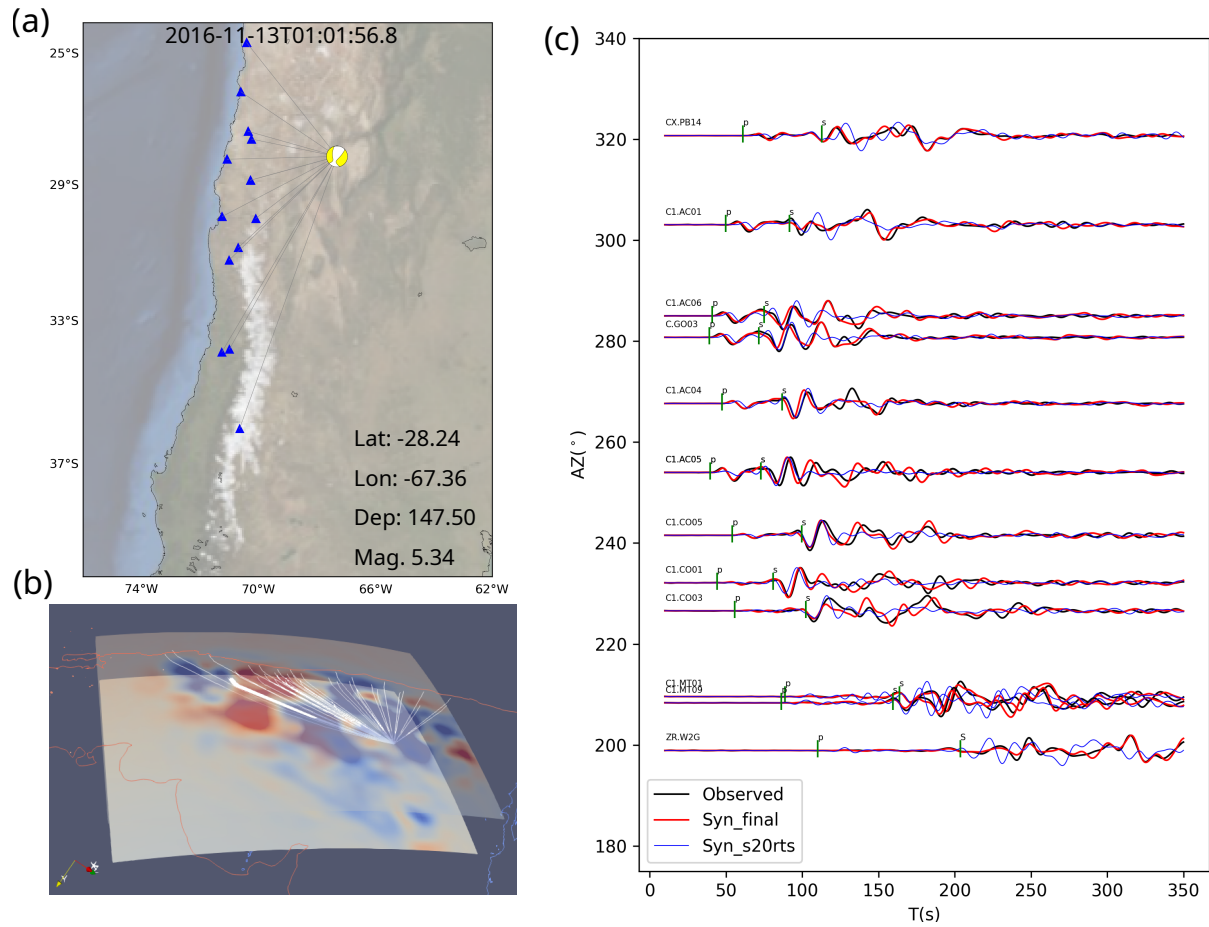 (a)
2016-11-13T01:01:56.8
25°S
29°S
33°S
37°S
74°W
70°W
66°W
62°W
Lat: -28.24
Lon: -67.36
Dep: 147.50
Mag. 5.34
(b)
Y
(c)
340
320
300
280
260
240
220
200
180
AZ(°)
CX.PB14
p
s
C1.AC01
p
s
C1.AC06
p
s
C.GO03
p
s
C1.AC04
p
s
C1.AC05
p
s
C1.CO05
p
s
C1.CO01
p
s
C1.CO03
p
s
C1.MT01
p
s
C1.MT09
p
s
ZR.W2G
p
S
Observed
Syn_final
Syn_s20rts
0
50
100
150
200
250
300
350
T(s)